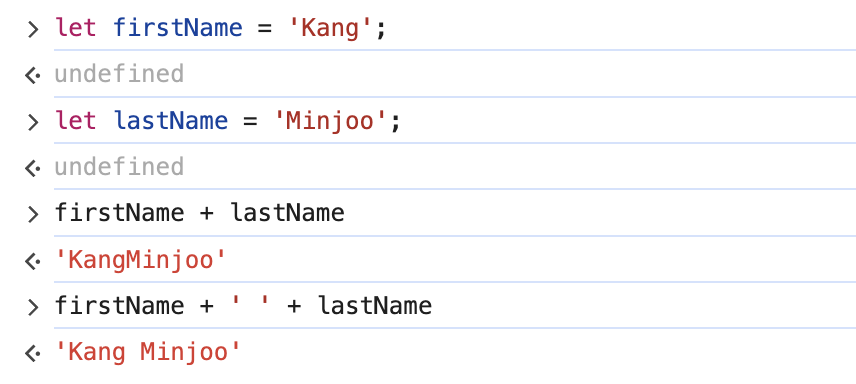 > let firstName = 'Kang';
<· undefined
> let lastName = 'Minjoo';
<· undefined
> firstName + lastName
<· 'KangMinjoo'
> firstName + ' ' + lastName
<· 'Kang Minjoo'